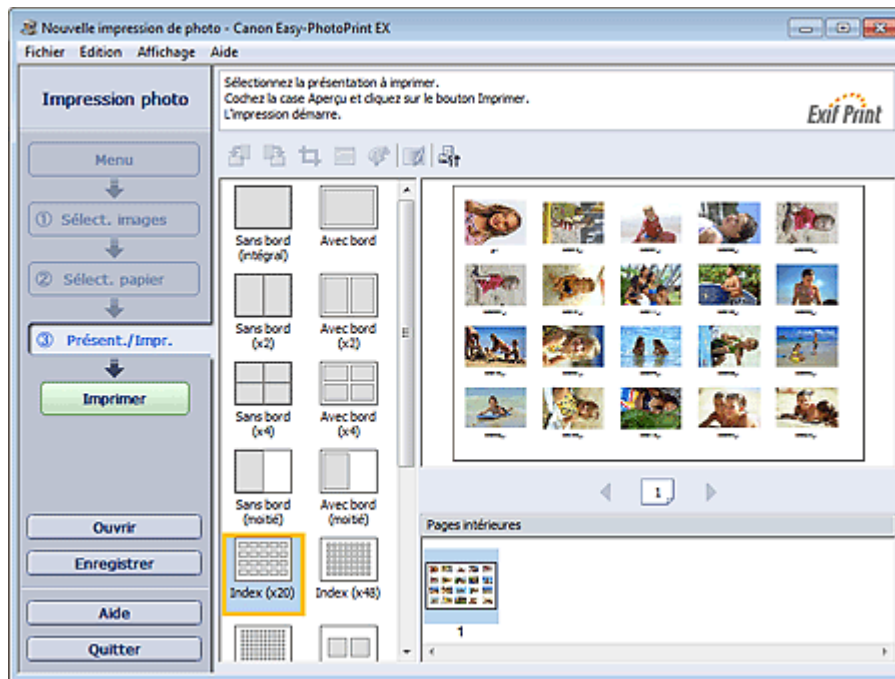 Nouvelle impression de photo - Canon Easy-PhotoPrint EX
Fichier Edition Affichage Aide
Impression photo
Sélectionnez la présentation à imprimer.
Cochez la case Aperçu et cliquez sur le bouton Imprimer.
L'impression démarre.
Exif Print
Menu
① Sélect. images
② Sélect. papier
③ Présent./Impr.
Imprimer
Ouvrir
Enregistrer
Aide
Quitter
Sans bord
(intégral)
Avec bord
Sans bord
(x2)
Avec bord
(x2)
Sans bord
(x4)
Avec bord
(x4)
Sans bord
(moitié)
Avec bord
(moitié)
Index (x20)
Index (x48)
1
Pages intérieures
1